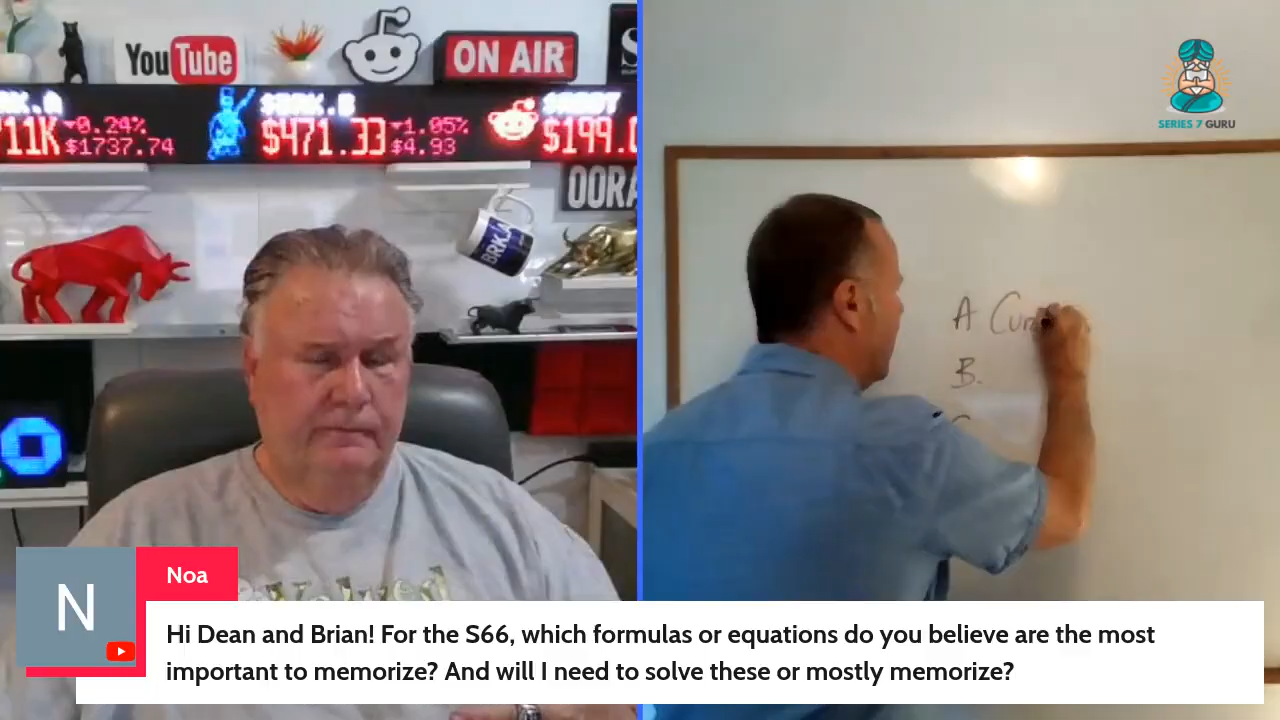 YouTube
ON AIR
0.24%
$1737.74
$471.33
1.05%
$4.93
BRKA
SERIES 7 GURU
A
B.
N
Noa
Hi Dean and Brian! For the S66, which formulas or equations do you believe are the most
important to memorize? And will I need to solve these or mostly memorize?